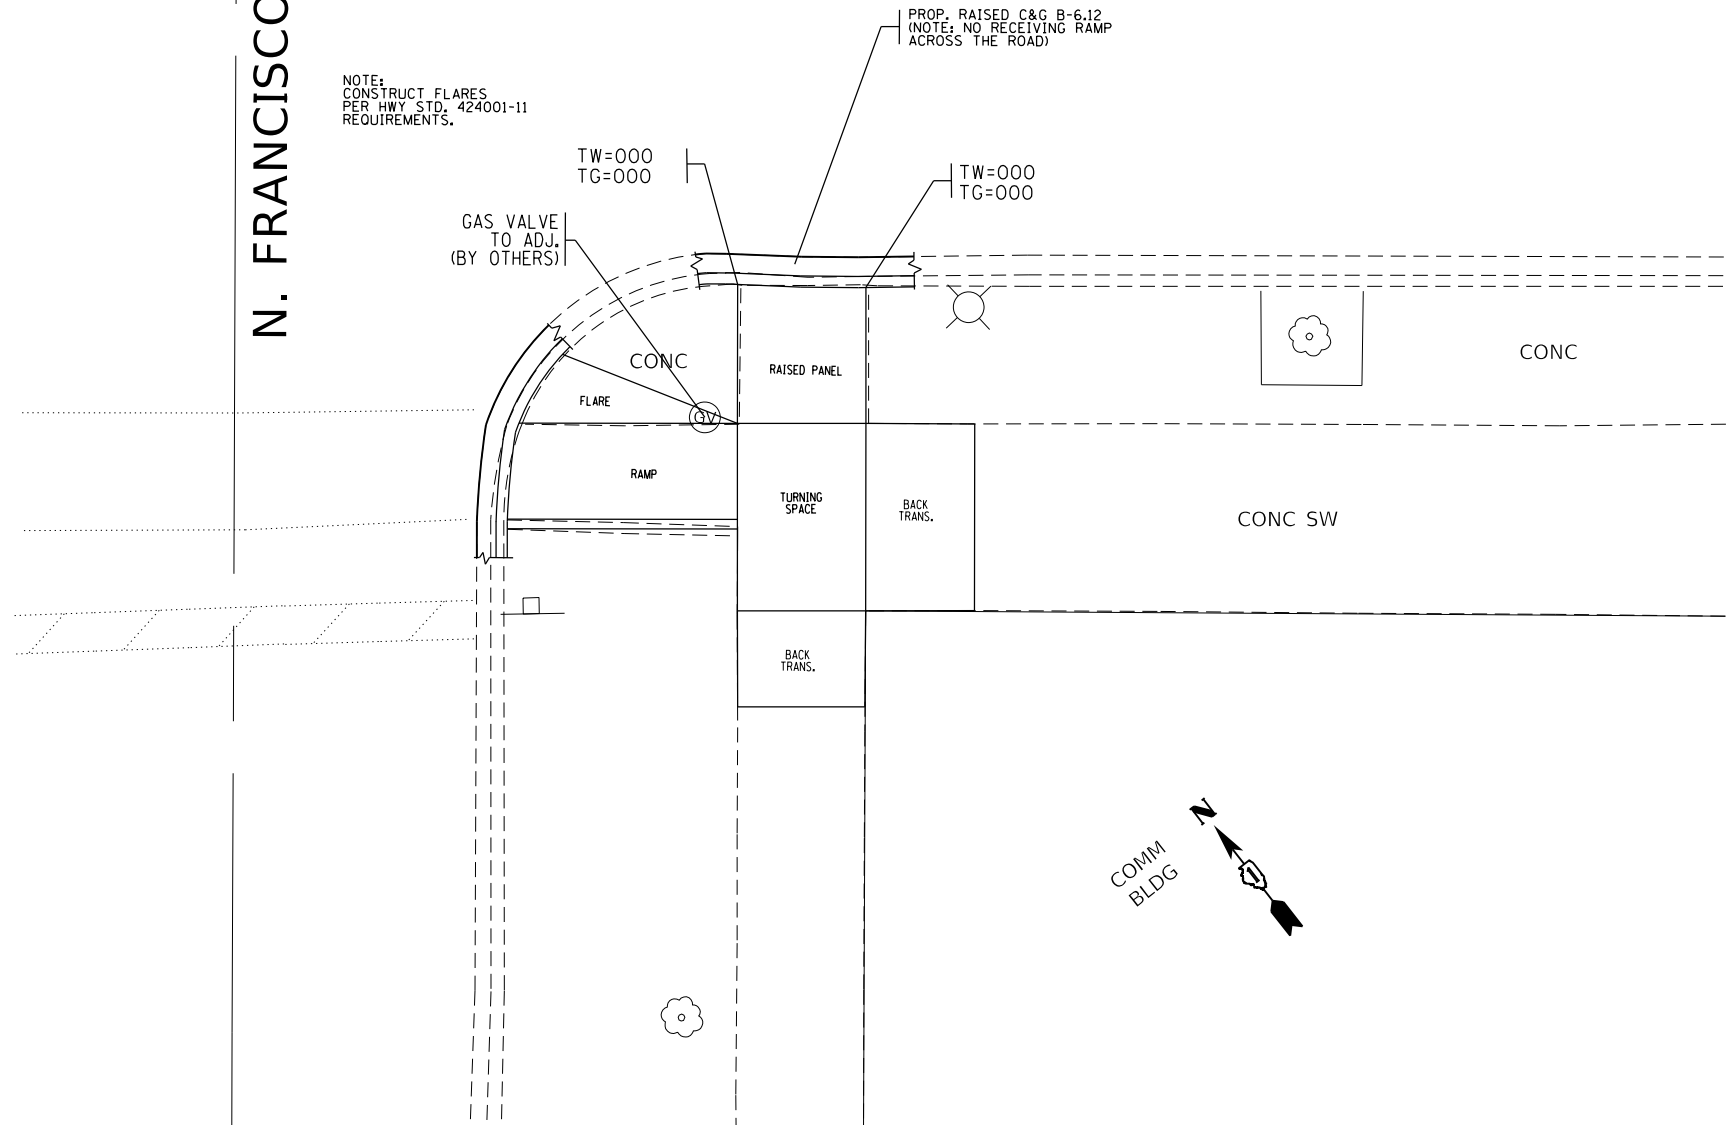 PROP. RAISED C&G B-6.12
(NOTE: NO RECEIVING RAMP
ACROSS THE ROAD)
N. FRANCISCO
NOTE:
CONSTRUCT FLARES
PER HWY STD. 424001-11
REQUIREMENTS.
TW=000
TG=000
TW=000
TG=000
GAS VALVE
TO ADJ.
(BY OTHERS)
CONC
CONC
RAISED PANEL
FLARE
GV
RAMP
TURNING
SPACE
BACK
TRANS.
CONC SW
BACK
TRANS.
N
1
COMM
BLDG